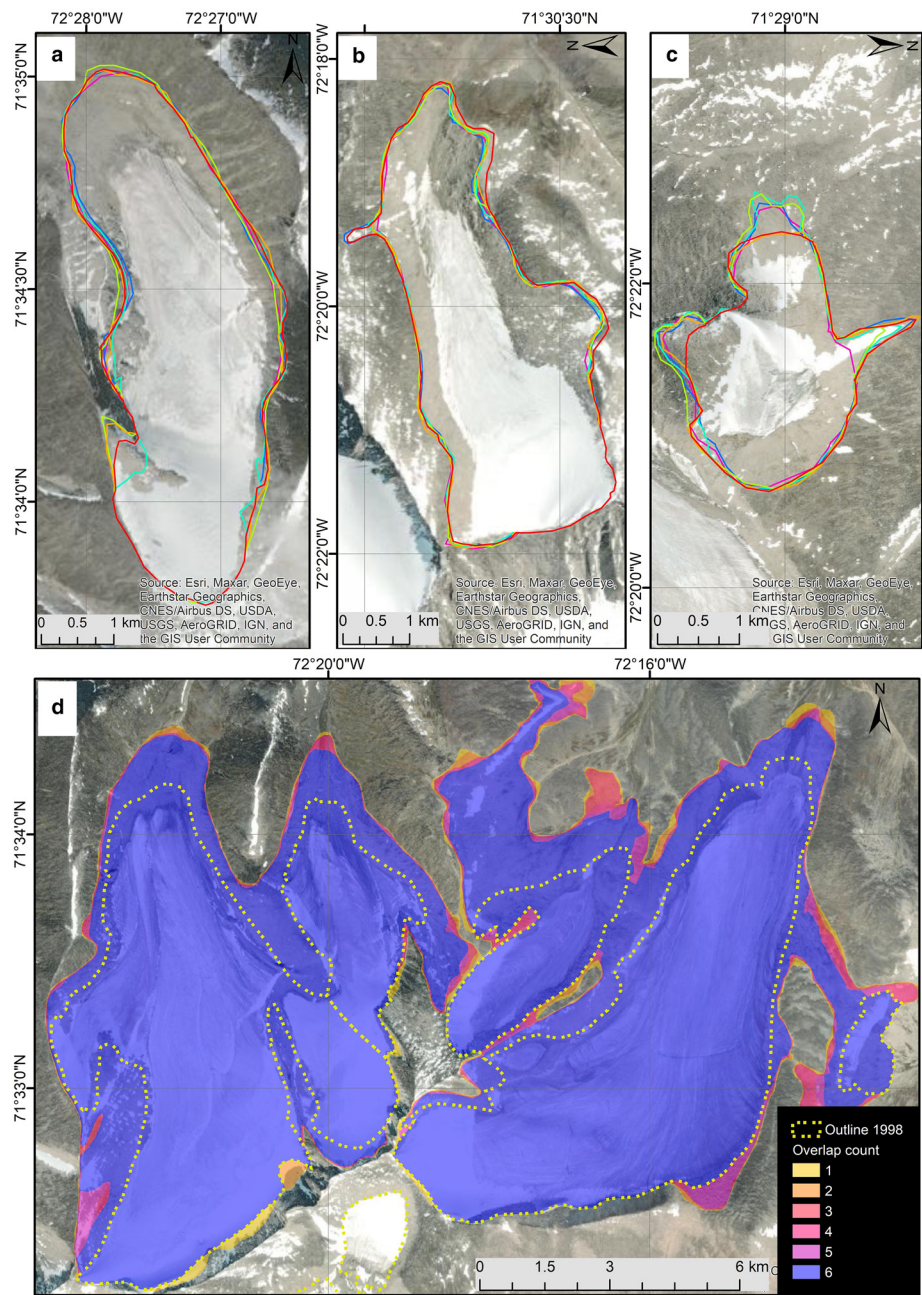 72°28'0"W 72°27'0"W
71°30'30"N
71°29'0"N
a
N
b
N
c
N
71°35'0"N
71°34'30"N
71°34'0"N
72°18'0"W
72°20'0"W
72°22'0"W
72°22'0"W
72°20'0"W
Source: Esri, Maxar, GeoEye,
Earthstar Geographics,
CNES/Airbus DS, USDA,
USGS, AeroGRID, IGN, and
the GIS User Community
0 0.5 1 km
Source: Esri, Maxar, GeoEye,
Earthstar Geographics,
CNES/Airbus DS, USDA,
USGS, AeroGRID, IGN, and
the GIS User Community
0 0.5 1 km
Source: Esri, Maxar, GeoEye,
Earthstar Geographics,
CNES/Airbus DS, USDA,
GS, AeroGRID, IGN, and
GIS User Community
0 0.5 1 km
72°20'0"W 72°16'0"W
d
N
71°34'0"N
71°33'0"N
Outline 1998
Overlap count
1
2
3
4
5
6
0 1.5 3 6 km